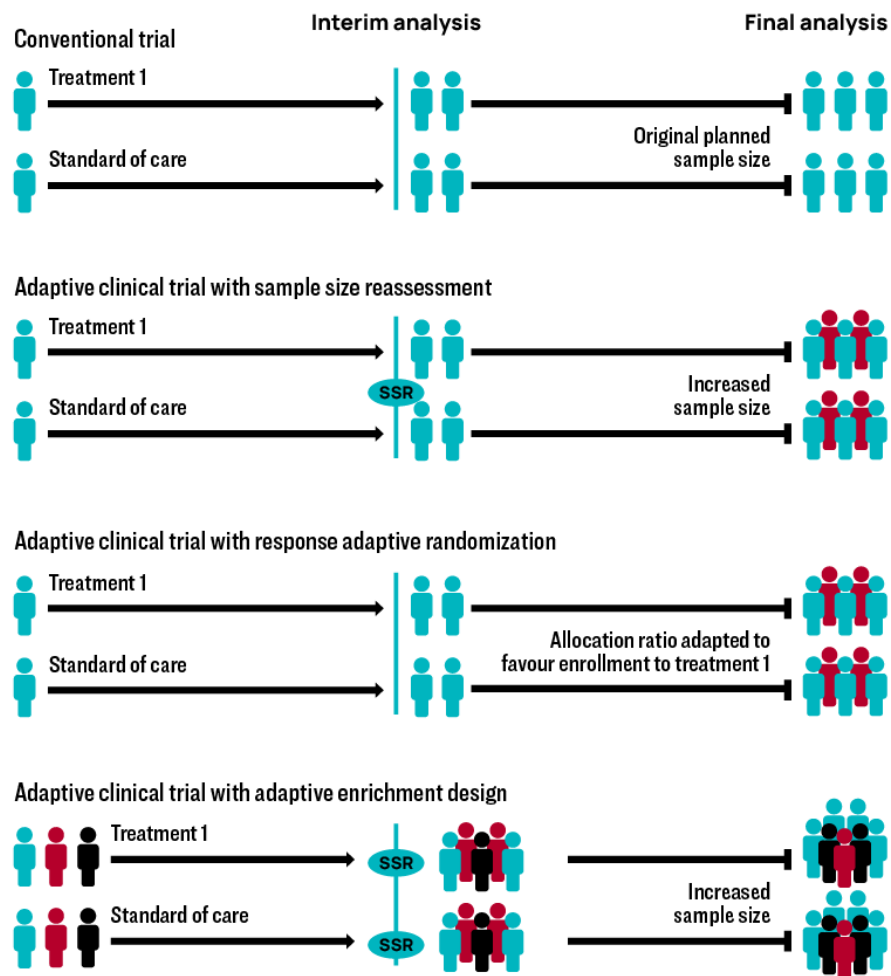 Interim analysis
Final analysis
Conventional trial
Treatment 1
Standard of care
Original planned
sample size
Adaptive clinical trial with sample size reassessment
Treatment 1
SSR
Standard of care
Increased
sample size
Adaptive clinical trial with response adaptive randomization
Treatment 1
Standard of care
Allocation ratio adapted to
favour enrollment to treatment 1
Adaptive clinical trial with adaptive enrichment design
Treatment 1
SSR
Standard of care
SSR
Increased
sample size